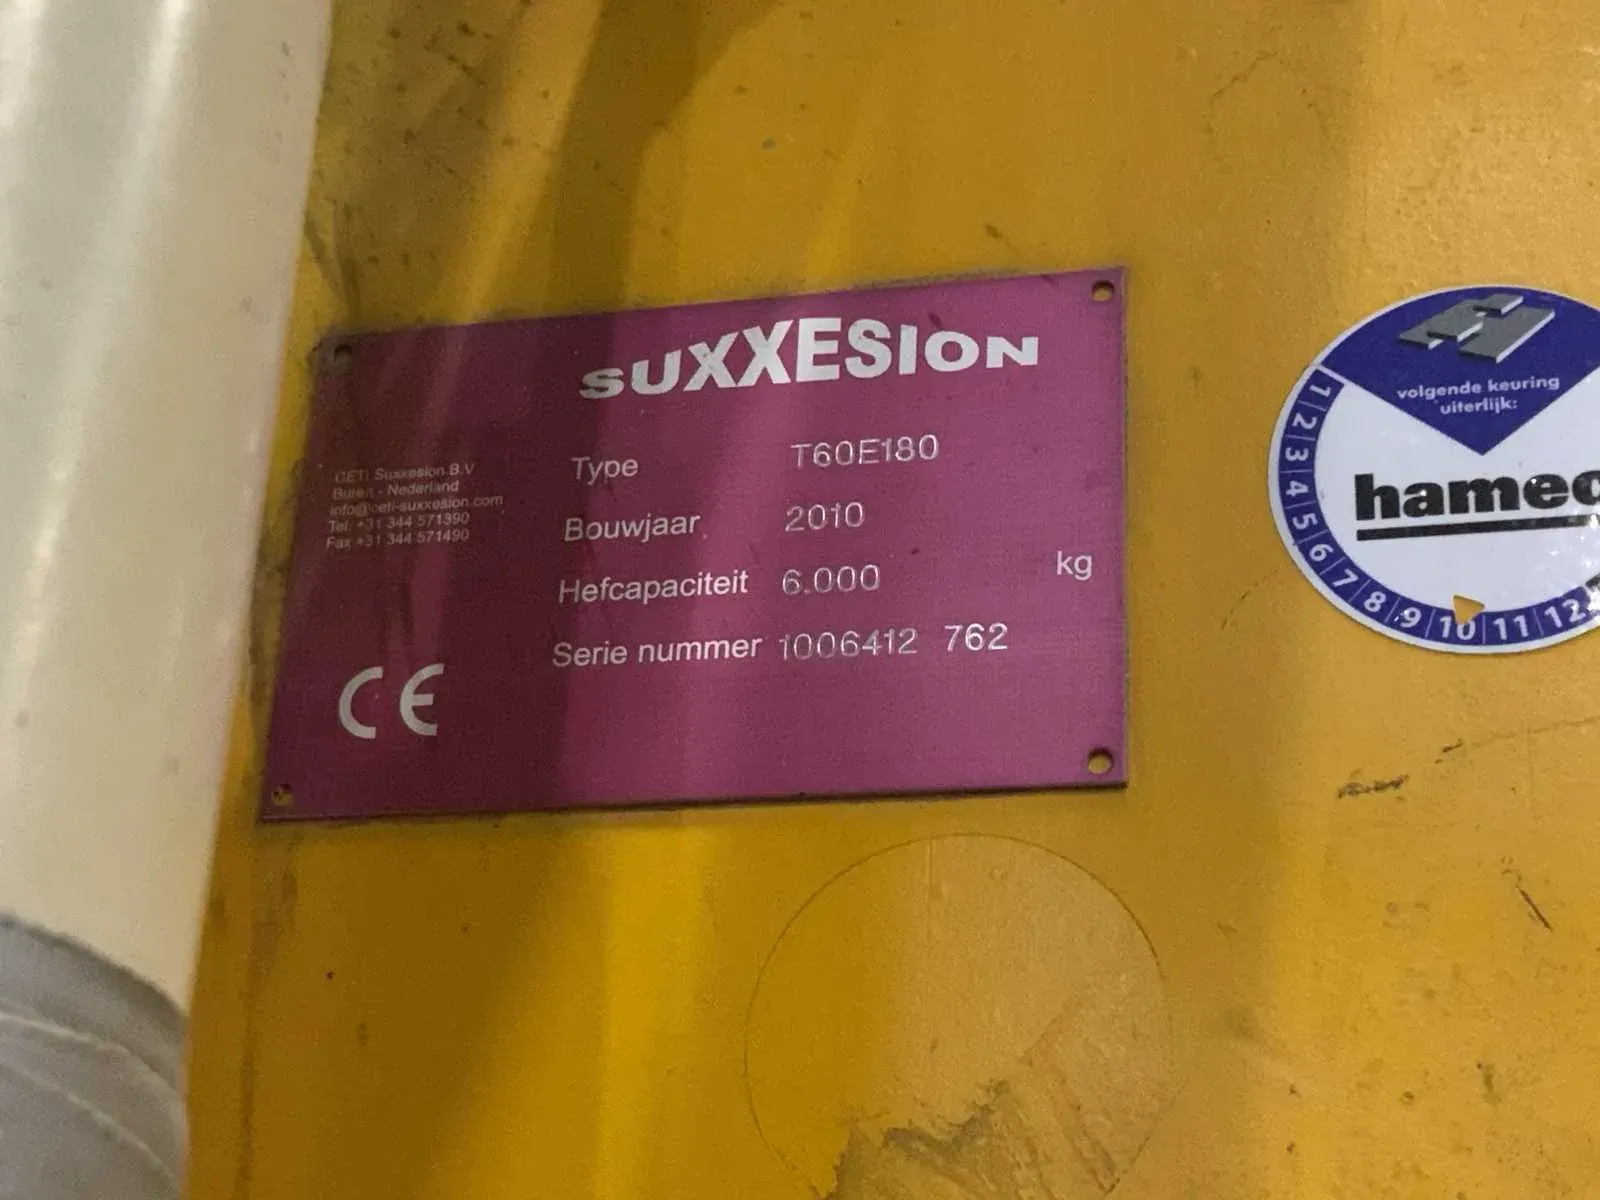 SUXXESION
CETI Suxxesion B.V
Buren - Nederland
info@ceti-suxxesion.com
Tel: +31 344 571390
Fax +31 344 571490
Type T60E180
Bouwjaar 2010
Hefcapaciteit 6.000 kg
Serie nummer 1006412 762
CE
volgende keuring
uiterlijk:
hamec
1 2 3 4 5 6 7 8 9 10 11 12